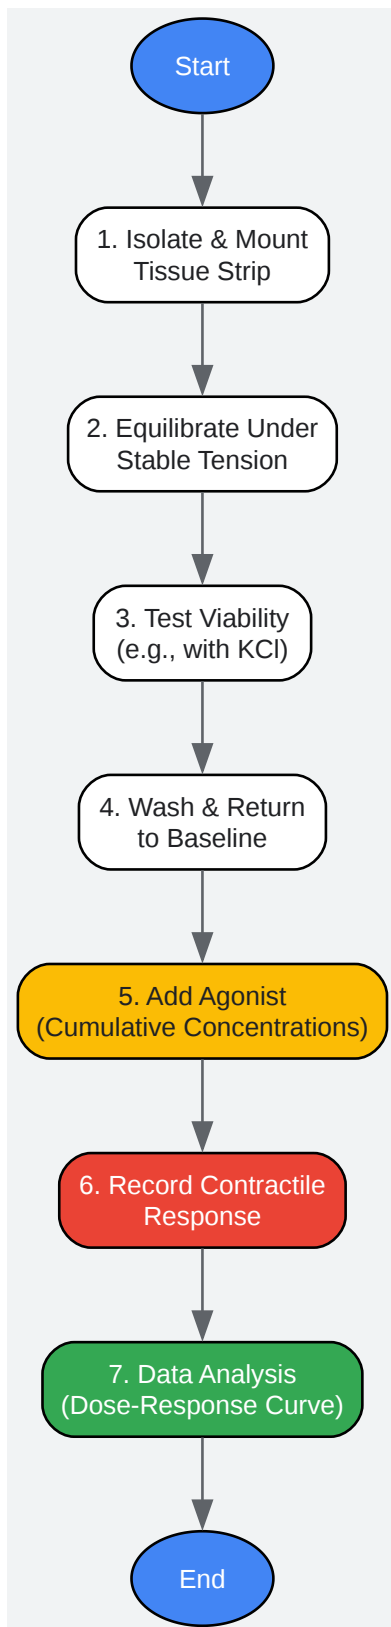 Start
1. Isolate & Mount
Tissue Strip
2. Equilibrate Under
Stable Tension
3. Test Viability
(e.g., with KCl)
4. Wash & Return
to Baseline
5. Add Agonist
(Cumulative Concentrations)
6. Record Contractile
Response
7. Data Analysis
(Dose-Response Curve)
End